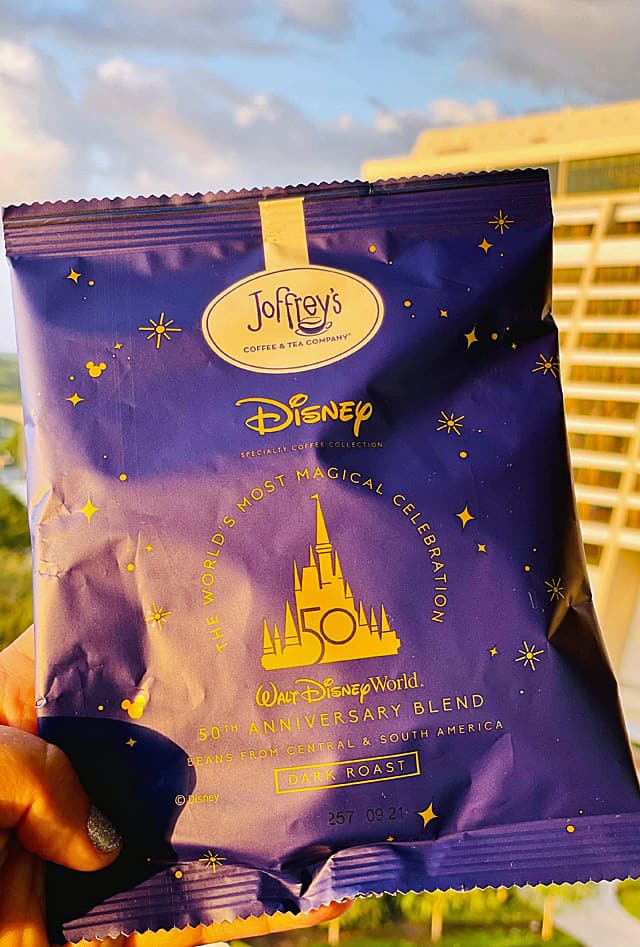 Joffrey's
COFFEE & TEA COMPANY
DISNEY
SPECIALTY COFFEE COLLECTION
THE WORLD'S MOST MAGICAL CELEBRATION
50
WALT DISNEY World.
50TH ANNIVERSARY BLEND
BEANS FROM CENTRAL & SOUTH AMERICA
DARK ROAST
© Disney
257 09 21